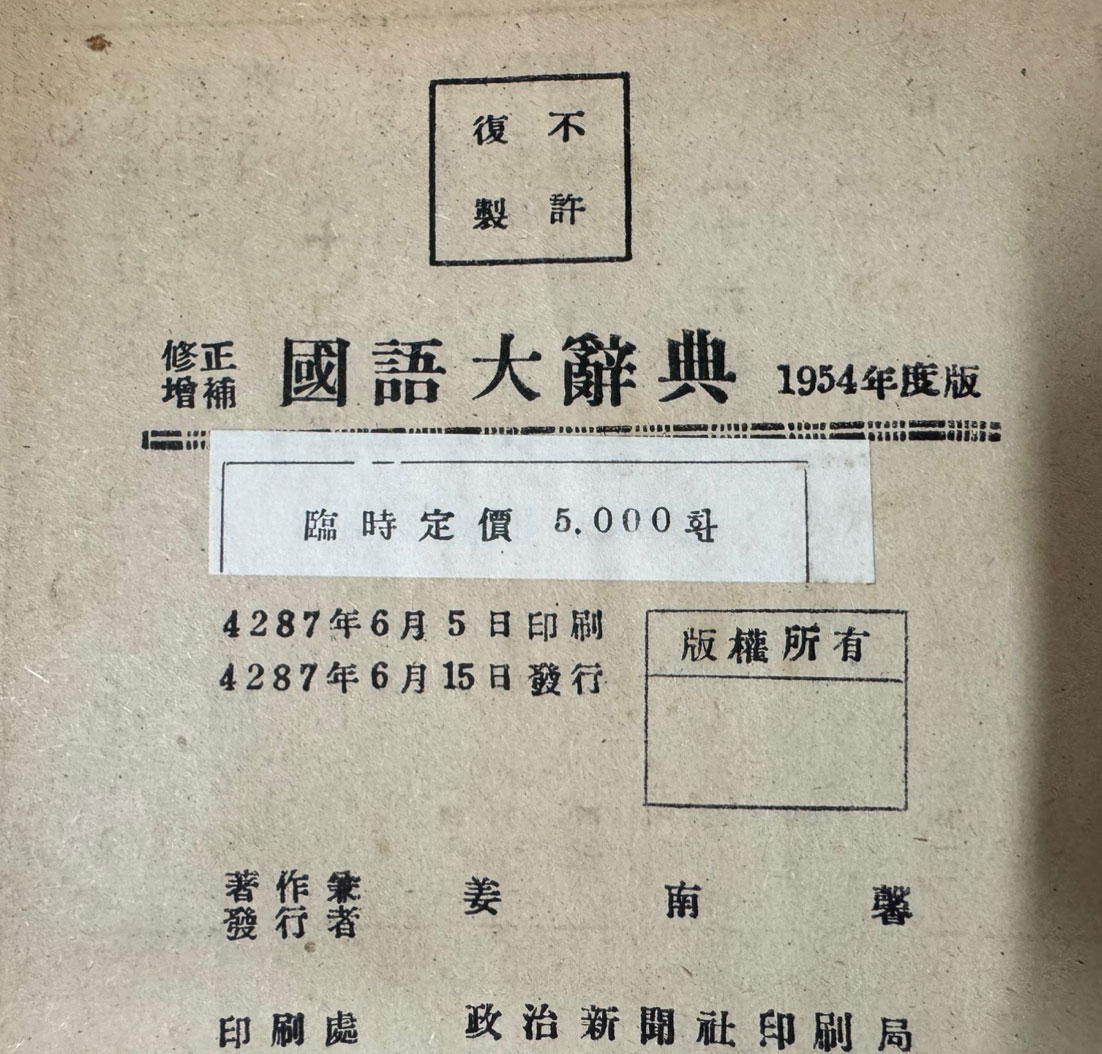 不許
復製
修正
增補 國語大辭典 1954年度版
臨時定價 5.000환
4287年6月5日印刷
4287年6月15日發行
版權所有
著作兼
發行者 姜南馨
印刷處 政治新聞社印刷局